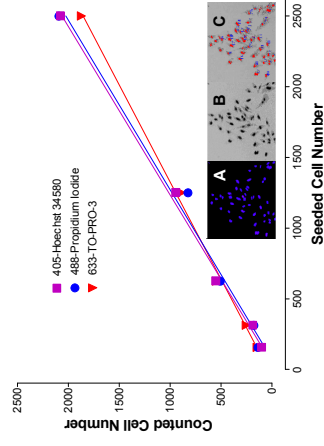 405-Hoechst 34580
488-Propidium Iodide
633-TO-PRO-3
Counted Cell Number
2500
2000
1500
1000
500
0
A
B
C
0
500
1000
1500
2000
2500
Seeded Cell Number